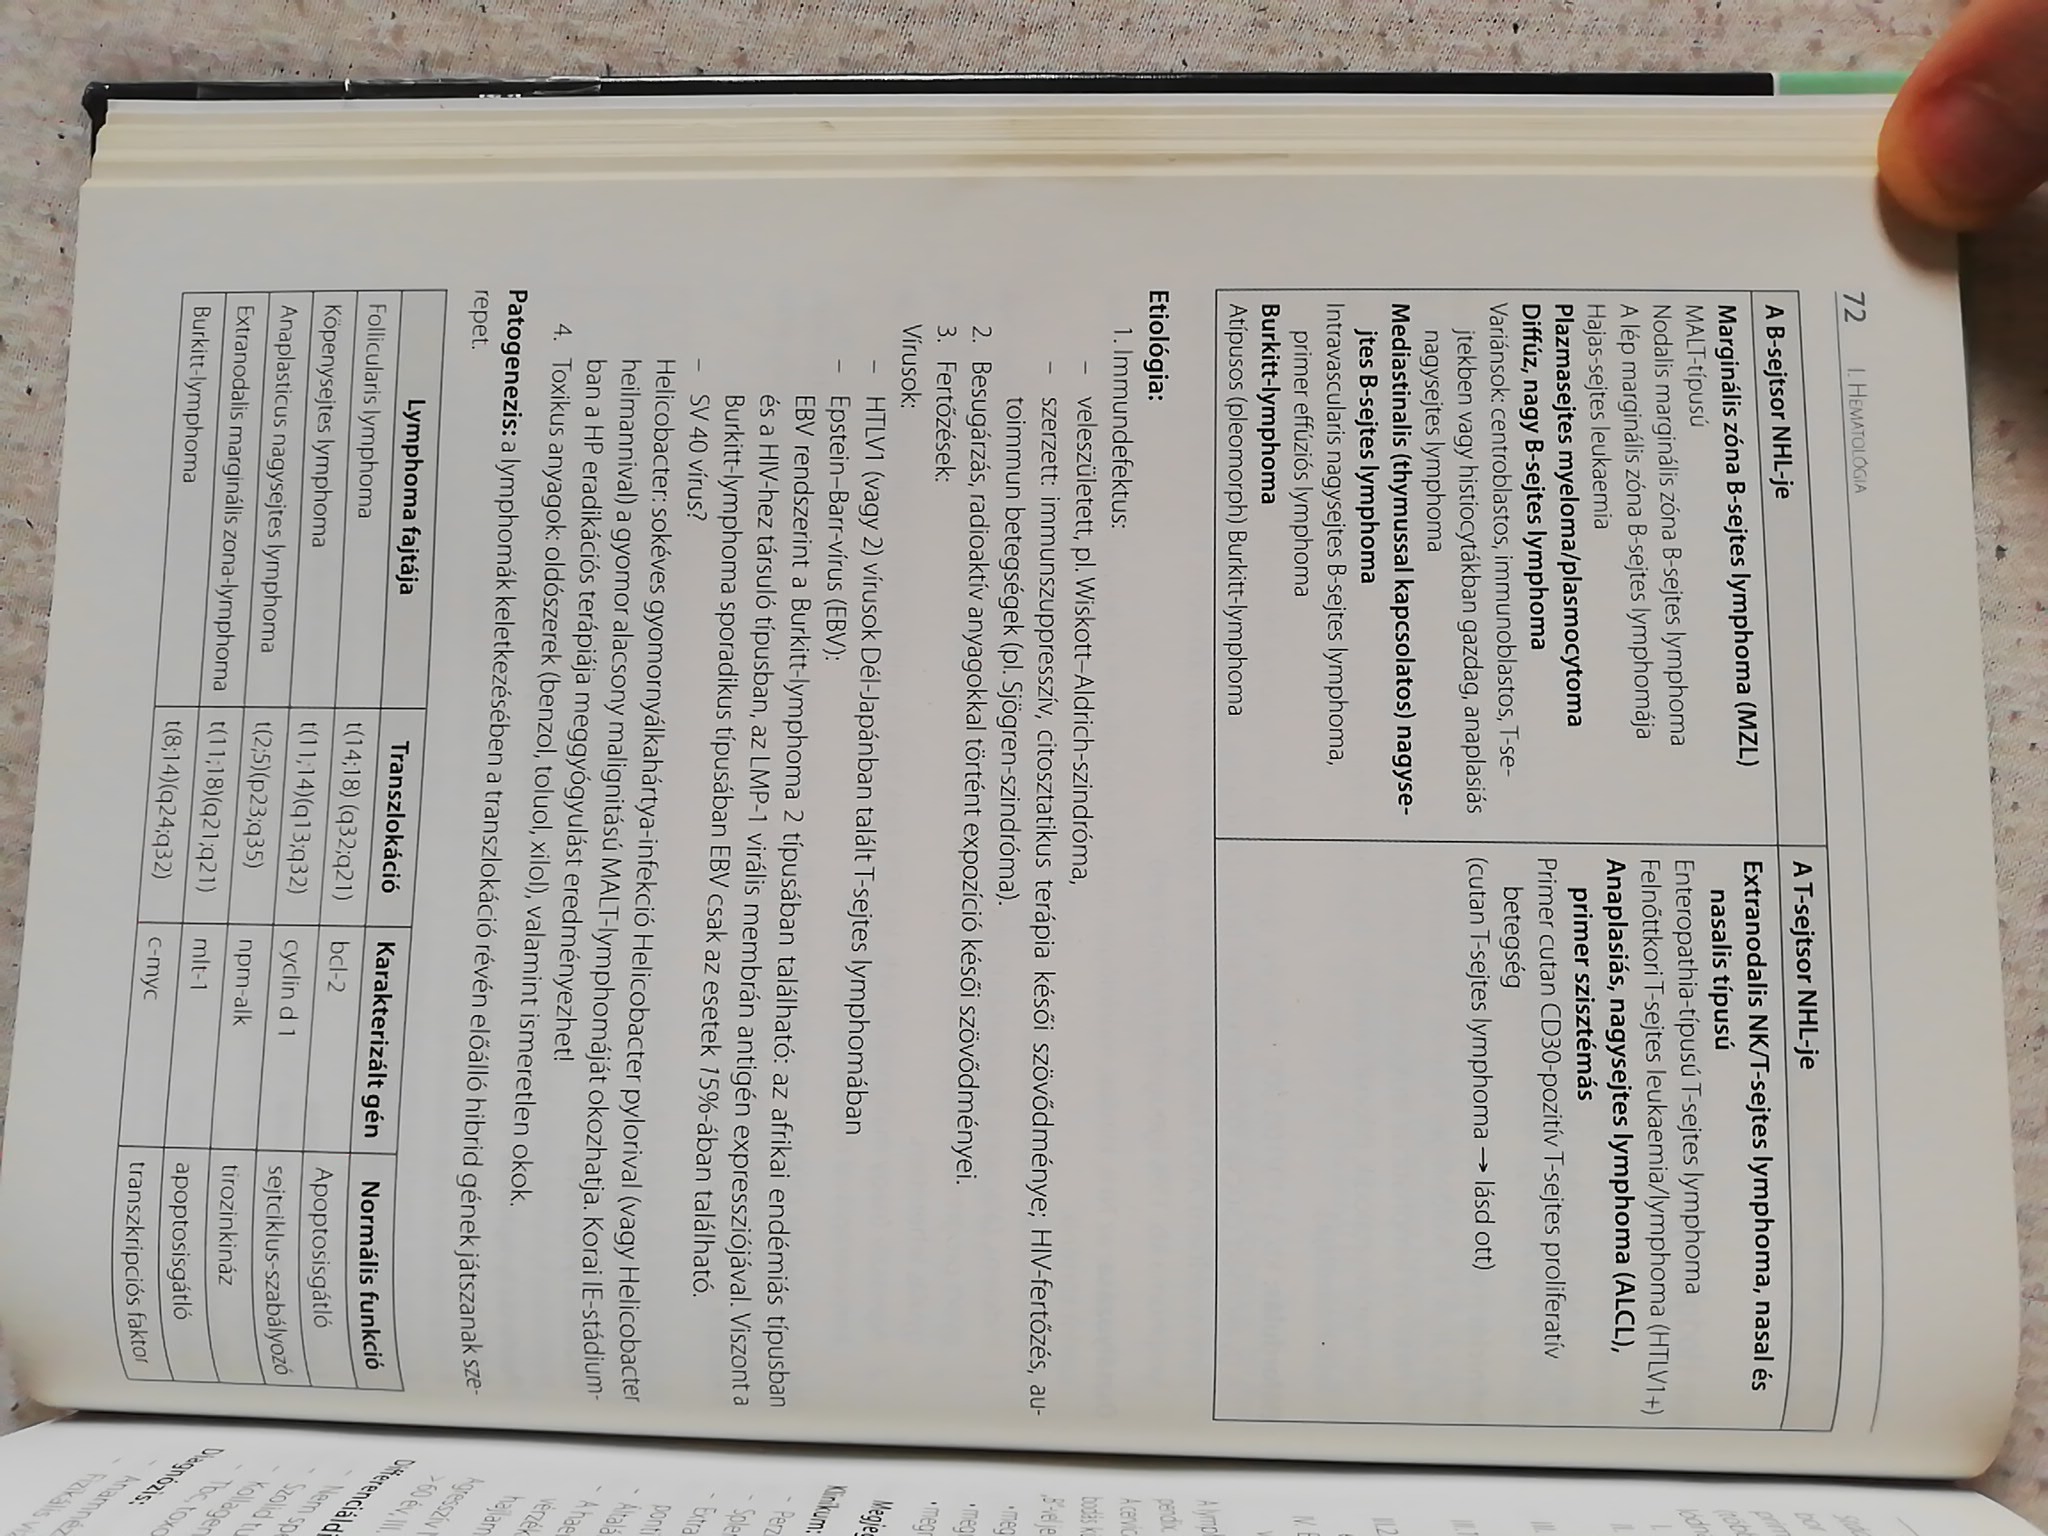 72 I. Hematológia
A B-sejtsor NHL-je
Marginális zóna B-sejtes lymphoma (MZL)
MALT-típusú
Nodalis marginális zóna B-sejtes lymphoma
A lép marginális zóna B-sejtes lymphomája
Hajas-sejtes leukaemia
Plazmasejtes myeloma/plasmocytoma
Diffúz, nagy B-sejtes lymphoma
Variánsok: centroblastos, immunoblastos, T-se-
jtekben vagy histiocytákban gazdag, anaplasiás
nagysejtes lymphoma
Mediastinalis (thymussal kapcsolatos) nagyse-
jtes B-sejtes lymphoma
Intravascularis nagysejtes B-sejtes lymphoma,
primer effúziós lymphoma
Burkitt-lymphoma
Atípusos (pleomorph) Burkitt-lymphoma
A T-sejtsor NHL-je
Extranodalis NK/T-sejtes lymphoma, nasal és
nasalis típusú
Enteropathia-típusú T-sejtes lymphoma
Felnőttkori T-sejtes leukaemia/lymphoma (HTLV1+)
Anaplasiás, nagysejtes lymphoma (ALCL),
primer szisztémás
Primer cutan CD30-pozitív T-sejtes proliferatív
betegség
(cutan T-sejtes lymphoma → lásd ott)
Etiológia:
1. Immundefektus:
– veleszületett, pl. Wiskott–Aldrich-szindróma,
– szerzett: immunszuppresszív, citosztatikus terápia késői szövődménye; HIV-fertőzés, au-
toimmun betegségek (pl. Sjögren-szindróma).
2. Besugárzás, radioaktív anyagokkal történt expozíció késői szövődményei.
3. Fertőzések:
Vírusok:
– HTLV1 (vagy 2) vírusok Dél-Japánban talált T-sejtes lymphomában
– Epstein–Barr-vírus (EBV):
EBV rendszerint a Burkitt-lymphoma 2 típusában található: az afrikai endémiás típusban
és a HIV-hez társuló típusban, az LMP-1 virális membrán antigén expressziójával. Viszont a
Burkitt-lymphoma sporadikus típusában EBV csak az esetek 15%-ában található.
– SV 40 vírus?
Helicobacter: sokéves gyomornyálkahártya-infekció Helicobacter pylorival (vagy Helicobacter
heilmannival) a gyomor alacsony malignitású MALT-lymphomáját okozhatja. Korai IE-stádium-
ban a HP eradikációs terápiája meggyógyulást eredményezhet!
4. Toxikus anyagok: oldószerek (benzol, toluol, xilol), valamint ismeretlen okok.
Patogenezis: a lymphomák keletkezésében a transzlokáció révén előálló hibrid gének játszanak sze-
repet.
Lymphoma fajtája Transzlokáció Karakterizált gén Normális funkció
Follicularis lymphoma t(14;18) (q32;q21) bcl-2 Apoptosisgátló
Köpenysejtes lymphoma t(11;14)(q13;q32) cyclin d 1 sejtciklus-szabályozó
Anaplasticus nagysejtes lymphoma t(2;5)(p23;q35) npm-alk tirozinkináz
Extranodalis marginális zona-lymphoma t(11;18)(q21;q21) mlt-1 apoptosisgátló
Burkitt-lymphoma t(8;14)(q24;q32) c-myc transzkripciós faktor
Klinikum:
Diagnózis: